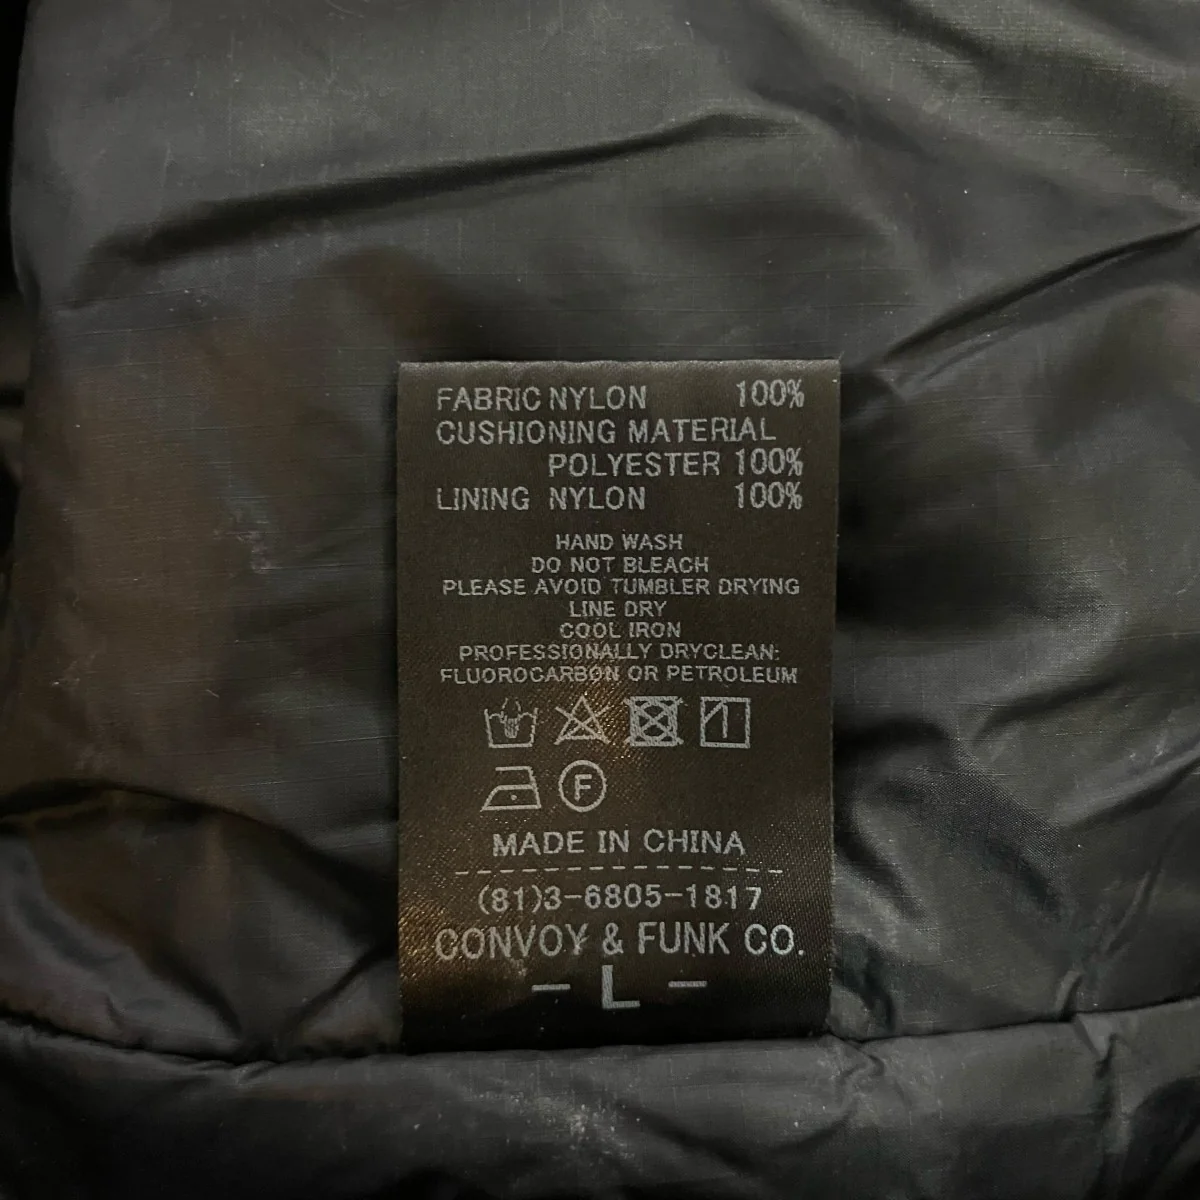 FABRIC NYLON 100%
CUSHIONING MATERIAL
POLYESTER 100%
LINING NYLON 100%
HAND WASH
DO NOT BLEACH
PLEASE AVOID TUMBLER DRYING
LINE DRY
COOL IRON
PROFESSIONALLY DRYCLEAN:
FLUOROCARBON OR PETROLEUM
F
MADE IN CHINA
(81)3-6805-1817
CONVOY & FUNK CO.
- L -